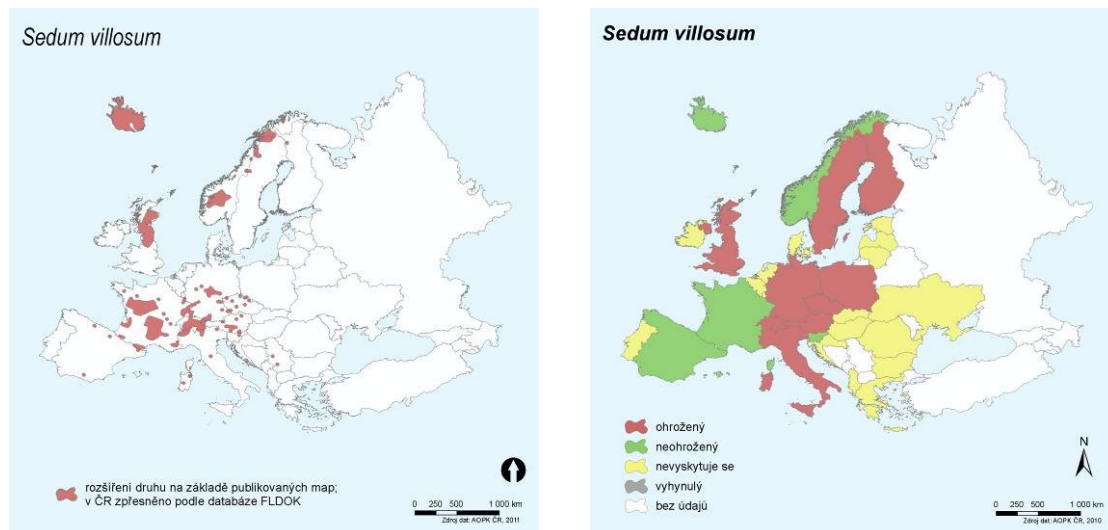 Sedum villosum
rozšíření druhu na základě publikovaných map;
v ČR zpřesněno podle databáze FLDOK
0 250 500 1 000 km
Zdroj dat: AOPK ČR, 2011
Sedum villosum
ohrožený
neohrožený
nevyskytuje se
vyhynulý
bez údajů
N
0 250 500 1 000 km
Zdroj dat: AOPK ČR, 2010